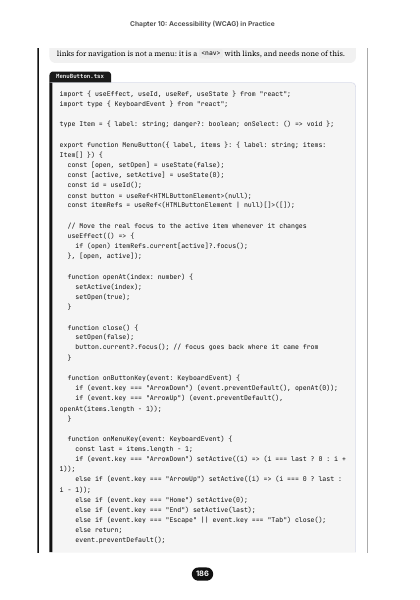 Chapter 10: Accessibility (WCAG) in Practice
links for navigation is not a menu: it is a <nav> with links, and needs none of this.
MenuButton.tsx
import { useEffect, useId, useRef, useState } from "react";
import type { KeyboardEvent } from "react";
type Item = { label: string; danger?: boolean; onSelect: () => void };
export function MenuButton({ label, items }: { label: string; items:
Item[] }) {
  const [open, setOpen] = useState(false);
  const [active, setActive] = useState(0);
  const id = useId();
  const button = useRef<HTMLButtonElement>(null);
  const itemRefs = useRef<(HTMLButtonElement | null)[]>([]);
  // Move the real focus to the active item whenever it changes
  useEffect(() => {
    if (open) itemRefs.current[active]?.focus();
  }, [open, active]);
  function openAt(index: number) {
    setActive(index);
    setOpen(true);
  }
  function close() {
    setOpen(false);
    button.current?.focus(); // focus goes back where it came from
  }
  function onButtonKey(event: KeyboardEvent) {
    if (event.key === "ArrowDown") (event.preventDefault(), openAt(0));
    if (event.key === "ArrowUp") (event.preventDefault(),
openAt(items.length - 1));
  }
  function onMenuKey(event: KeyboardEvent) {
    const last = items.length - 1;
    if (event.key === "ArrowDown") setActive((i) => (i === last ? 0 : i +
1));
    else if (event.key === "ArrowUp") setActive((i) => (i === 0 ? last :
i - 1));
    else if (event.key === "Home") setActive(0);
    else if (event.key === "End") setActive(last);
    else if (event.key === "Escape" || event.key === "Tab") close();
    else return;
    event.preventDefault();
186